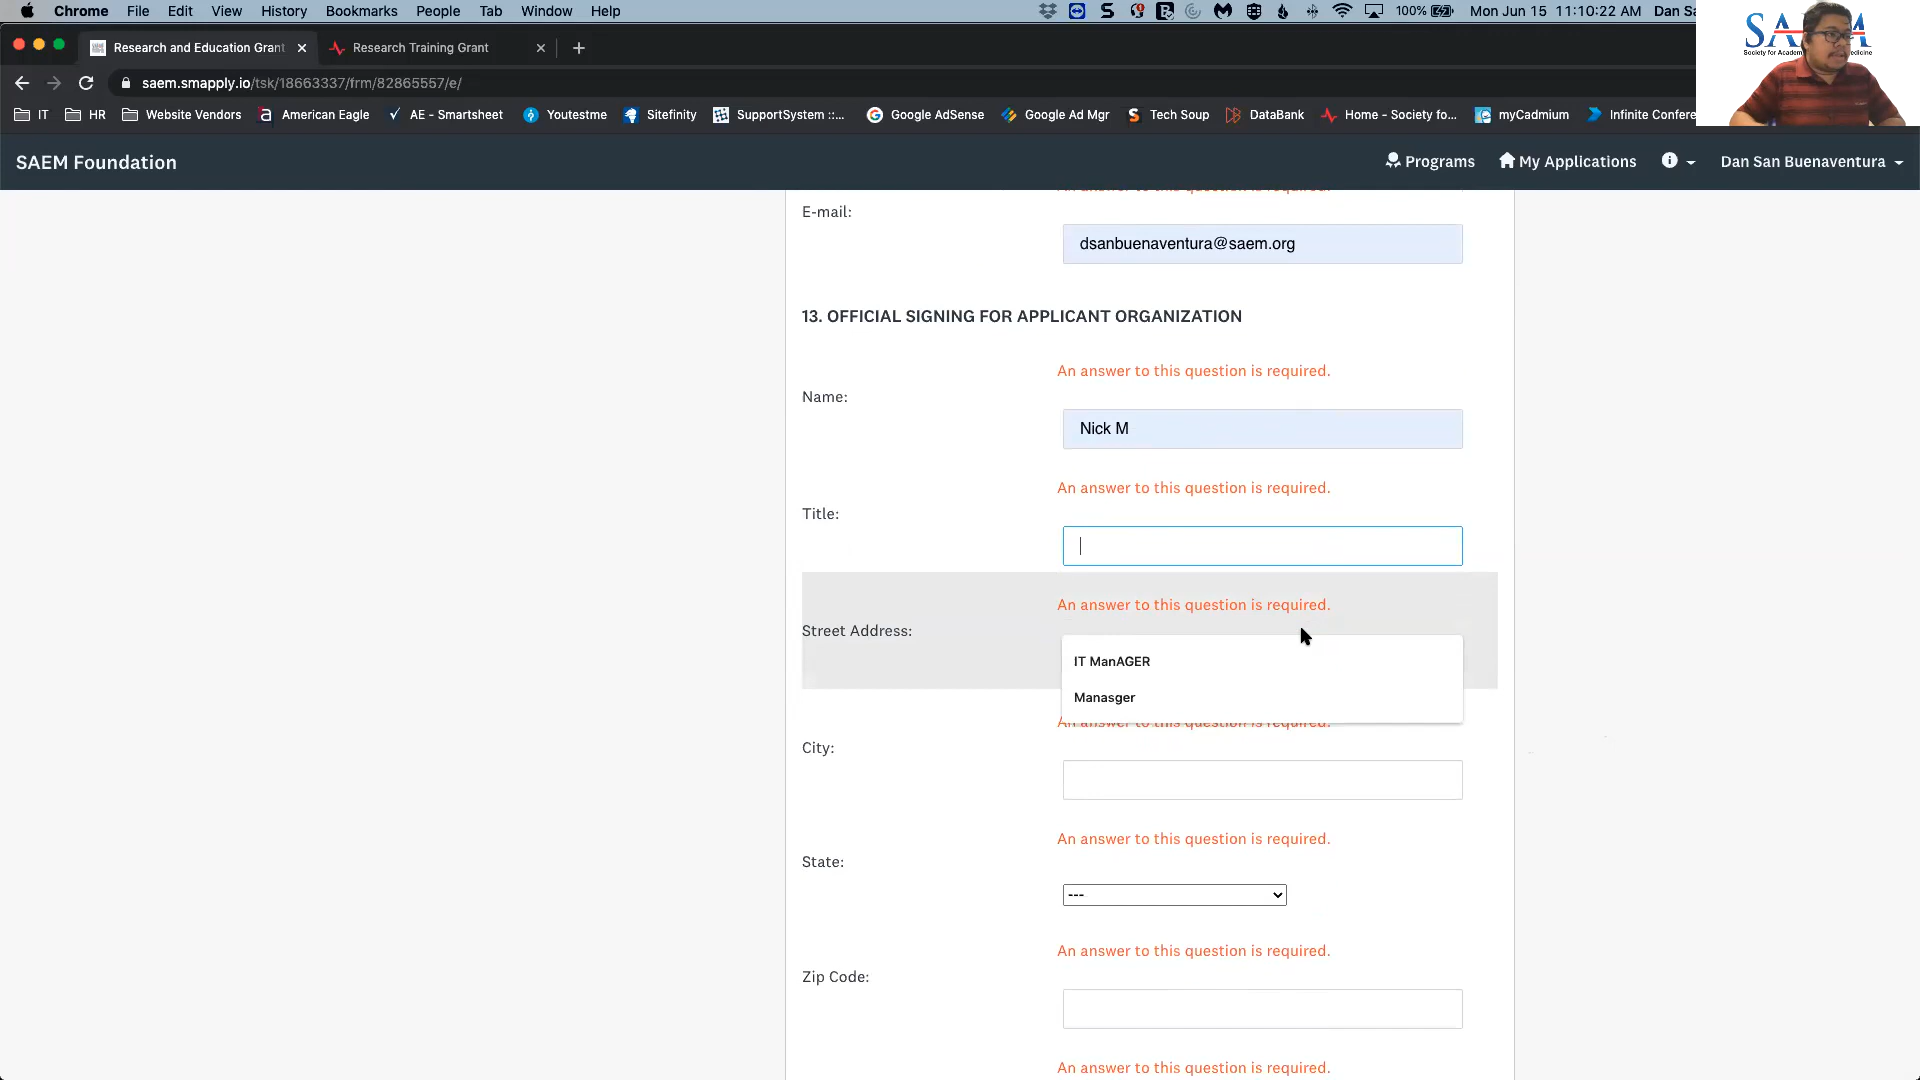 Chrome File Edit View History Bookmarks People Tab Window Help 100% Mon Jun 15 11:10:22 AM Dan Sa
Research and Education Grant Research Training Grant
saem.smapply.io/tsk/18663337/frm/82865557/e/
IT HR Website Vendors American Eagle AE - Smartsheet Youtestme Sitefinity SupportSystem ::... Google AdSense Google Ad Mgr Tech Soup DataBank Home - Society fo... myCadmium Infinite Confere
SAEM Foundation Programs My Applications Dan San Buenaventura
An answer to this question is required.
E-mail:
dsanbuenaventura@saem.org
13. OFFICIAL SIGNING FOR APPLICANT ORGANIZATION
An answer to this question is required.
Name:
Nick M
An answer to this question is required.
Title:
An answer to this question is required.
Street Address:
IT ManAGER
Manasger
An answer to this question is required.
City:
An answer to this question is required.
State:
---
An answer to this question is required.
Zip Code:
An answer to this question is required.